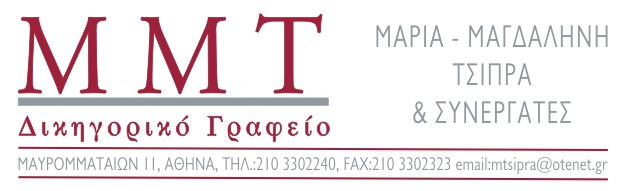 ΜΜΤ
Δικηγορικό Γραφείο
ΜΑΡΙΑ - ΜΑΓΔΑΛΗΝΗ
ΤΣΙΠΡΑ
& ΣΥΝΕΡΓΑΤΕΣ
ΜΑΥΡΟΜΜΑΤΑΙΩΝ 11, ΑΘΗΝΑ, ΤΗΛ.:210 3302240, FAX:210 3302323 email:mtsipra@otenet.gr